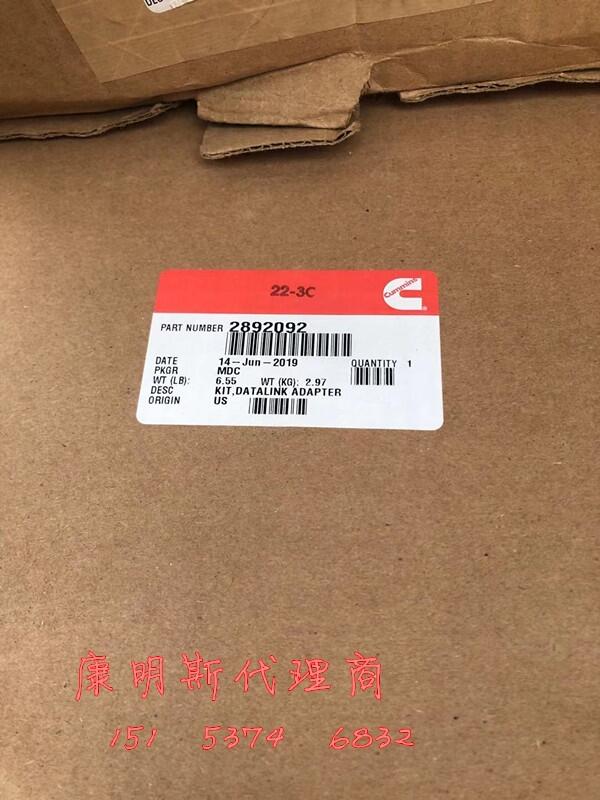 22-3C
Cummins
PART NUMBER 2892092
DATE 14-Jun-2019 QUANTITY 1
PKGR MDC
WT (LB): 6.55 WT (KG): 2.97
DESC KIT,DATALINK ADAPTER
ORIGIN US
康明斯代理商
151 5374 6832